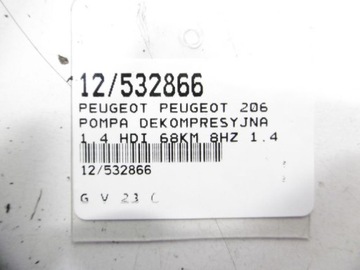 12/532866
PEUGEOT PEUGEOT 206
POMPA DEKOMPRESYJNA
1.4 HDI 68KM 8HZ 1.4
12/532866
G V 23 C